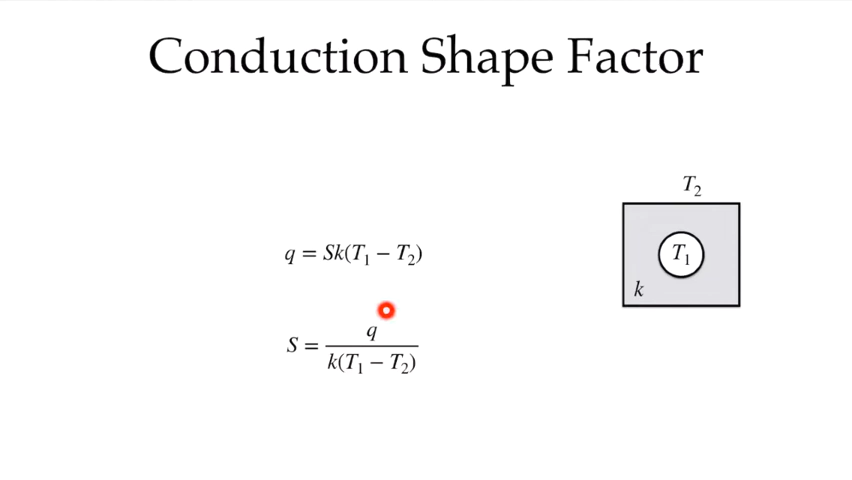 Conduction Shape Factor
T₂
q = Sk(T₁ − T₂)
T₁
k
S = q / k(T₁ − T₂)